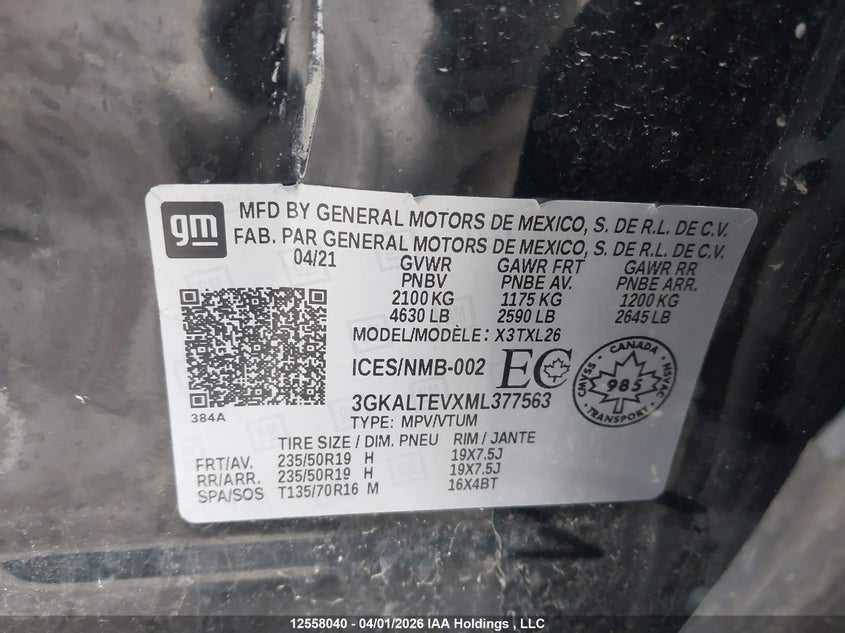 gm
MFD BY GENERAL MOTORS DE MEXICO, S. DE R.L. DE C.V.
FAB. PAR GENERAL MOTORS DE MEXICO, S. DE R.L. DE C.V.
04/21 GVWR GAWR FRT GAWR RR
PNBV PNBE AV. PNBE ARR.
2100 KG 1175 KG 1200 KG
4630 LB 2590 LB 2645 LB
MODEL/MODÈLE: X3TXL26
ICES/NMB-002 EC
CANADA
CMVSS 985 NSVAC
TRANSPORT
3GKALTEVXML377563
384A
TYPE: MPV/VTUM
TIRE SIZE / DIM. PNEU RIM / JANTE
FRT/AV. 235/50R19 H 19X7.5J
RR/ARR. 235/50R19 H 19X7.5J
SPA/SOS T135/70R16 M 16X4BT
12558040 - 04/01/2026 IAA Holdings , LLC